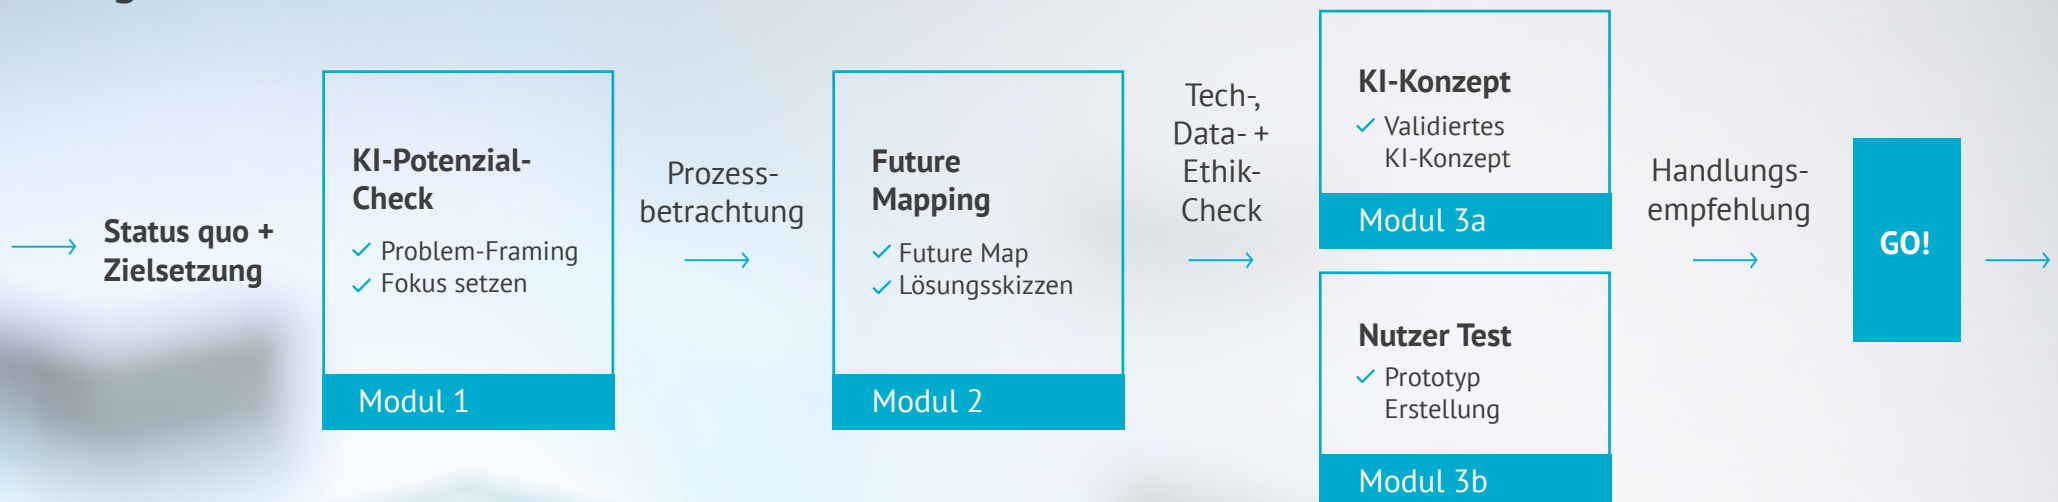 Status quo +
Zielsetzung
KI-Potenzial-
Check
Problem-Framing
Fokus setzen
Modul 1
Prozess-
betrachtung
Future
Mapping
Future Map
Lösungsskizzen
Modul 2
Tech-,
Data- +
Ethik-
Check
KI-Konzept
Validiertes
KI-Konzept
Modul 3a
Nutzer Test
Prototyp
Erstellung
Modul 3b
Handlungs-
empfehlung
GO!